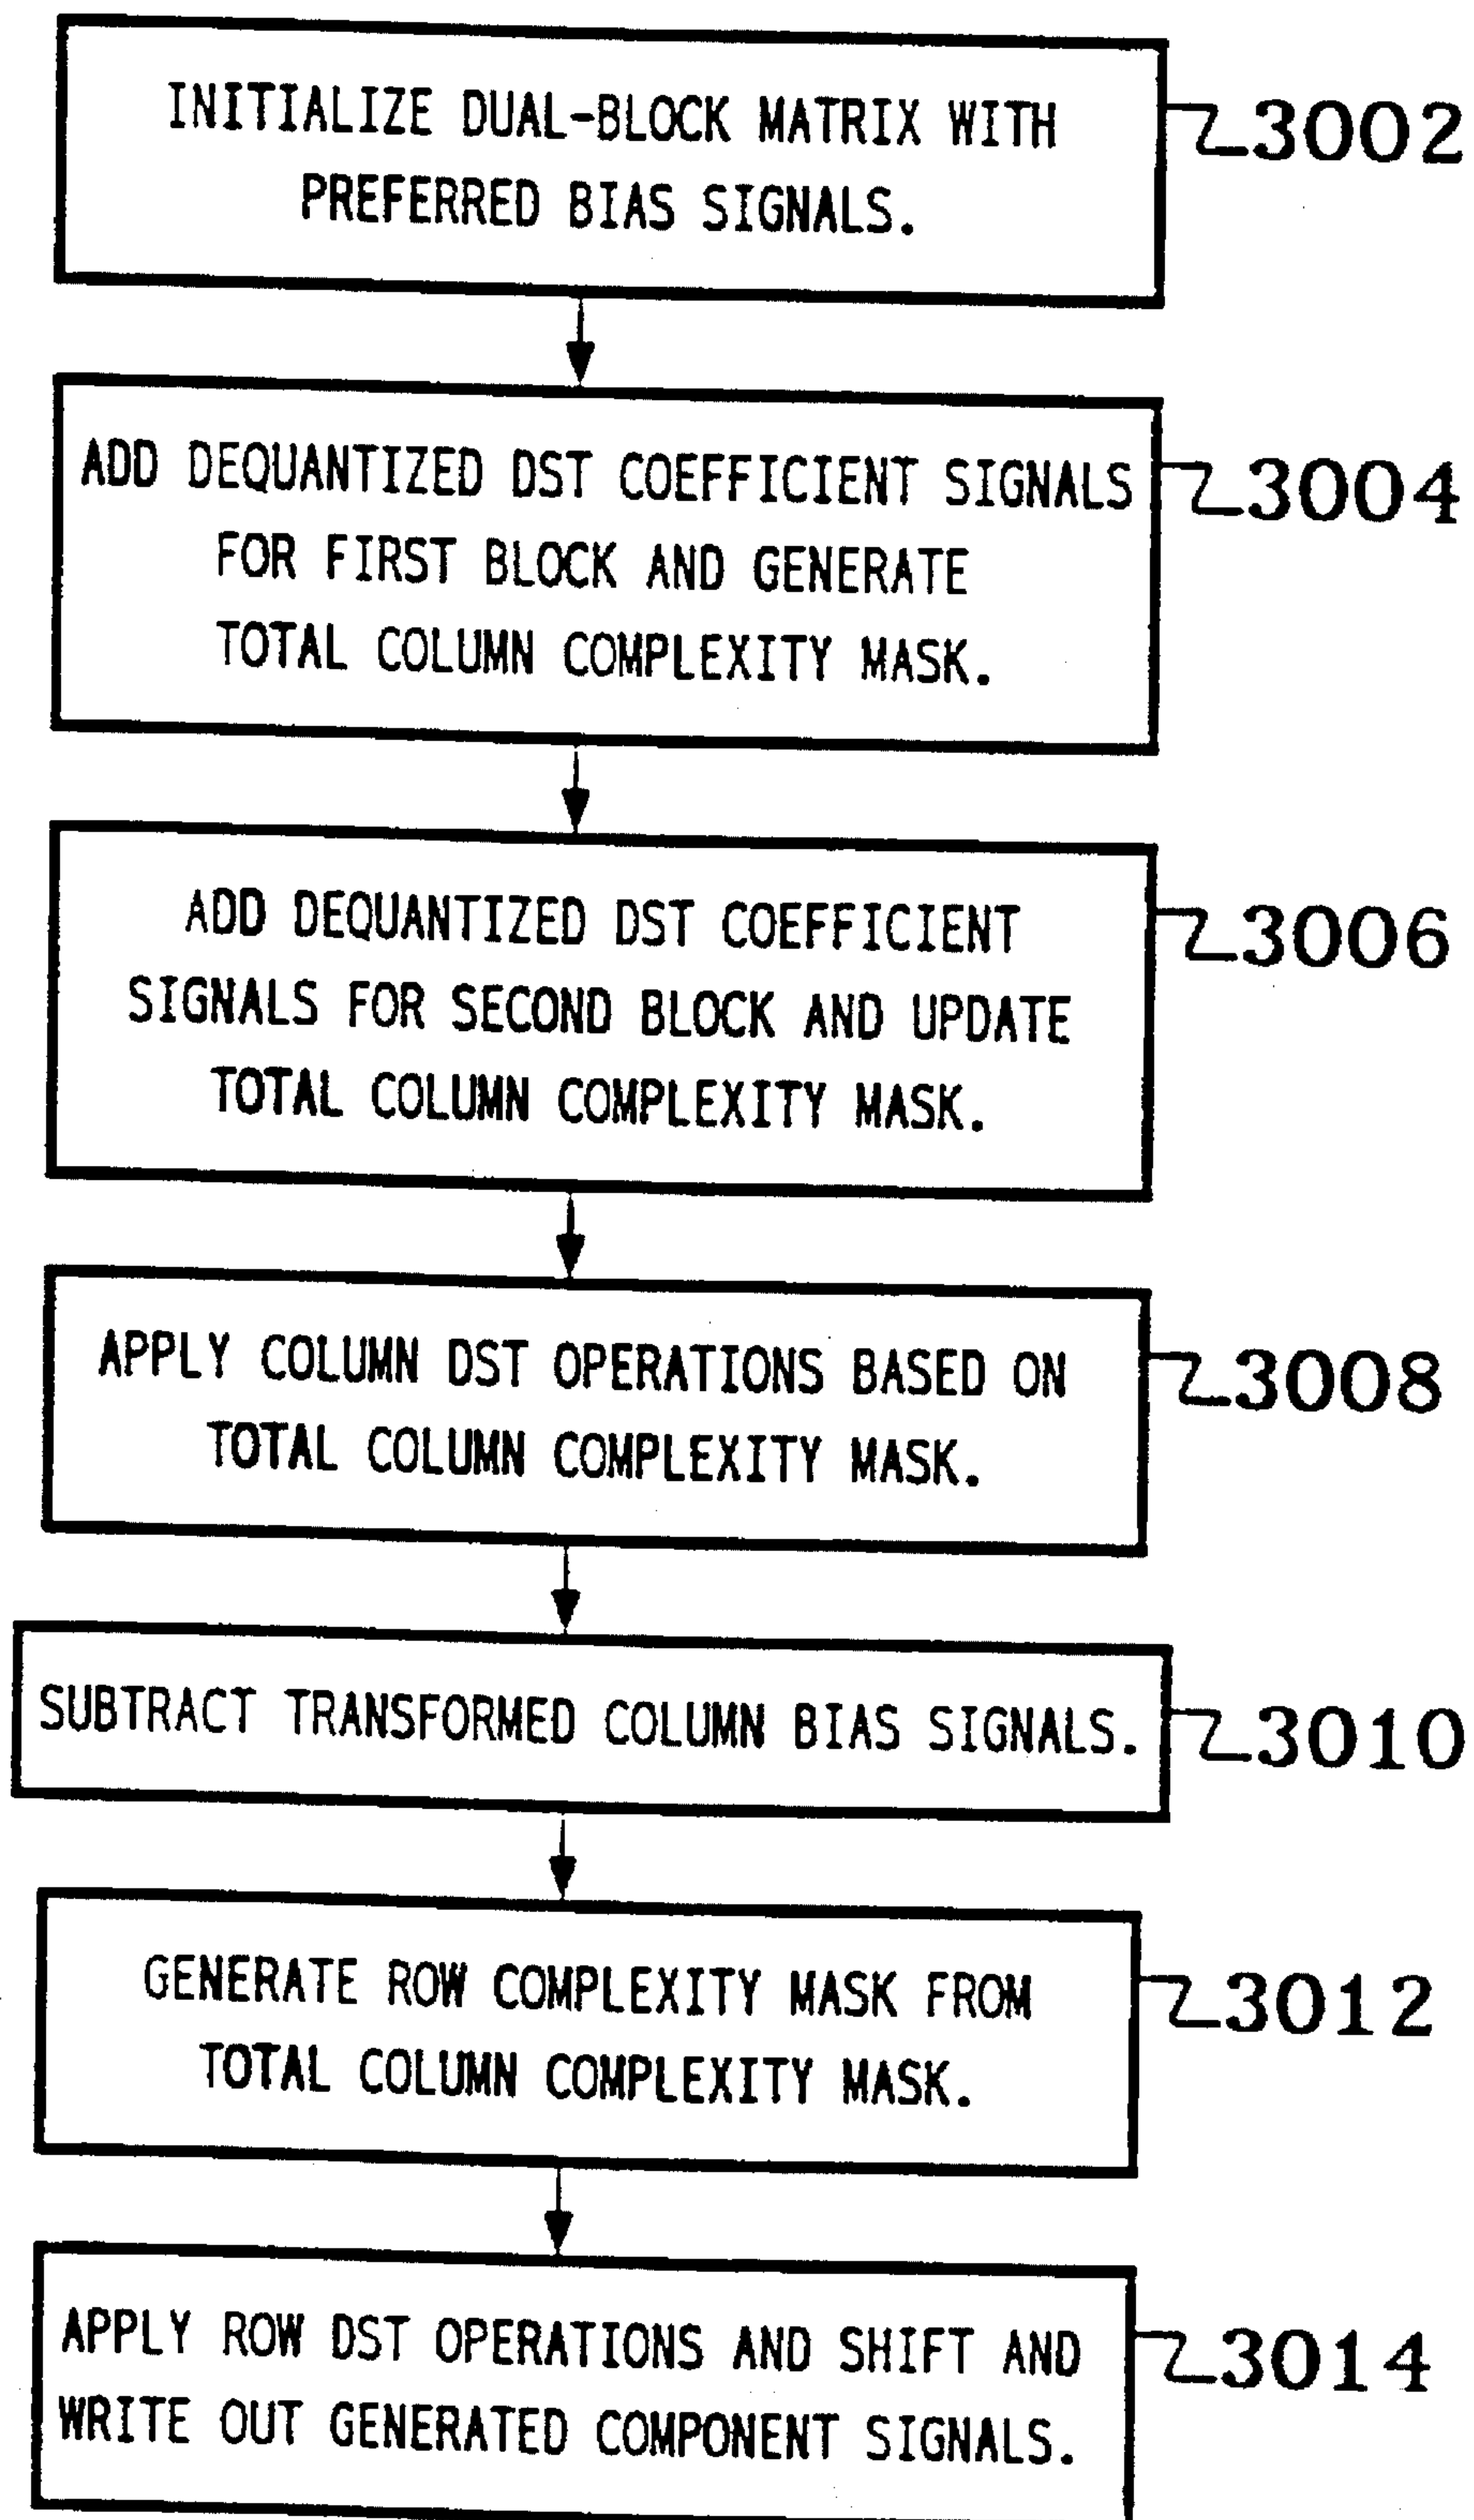 INITIALIZE DUAL-BLOCK MATRIX WITH
PREFERRED BIAS SIGNALS.
3002
ADD DEQUANTIZED DST COEFFICIENT SIGNALS
FOR FIRST BLOCK AND GENERATE
TOTAL COLUMN COMPLEXITY MASK.
3004
ADD DEQUANTIZED DST COEFFICIENT
SIGNALS FOR SECOND BLOCK AND UPDATE
TOTAL COLUMN COMPLEXITY MASK.
3006
APPLY COLUMN DST OPERATIONS BASED ON
TOTAL COLUMN COMPLEXITY MASK.
3008
SUBTRACT TRANSFORMED COLUMN BIAS SIGNALS.
3010
GENERATE ROW COMPLEXITY MASK FROM
TOTAL COLUMN COMPLEXITY MASK.
3012
APPLY ROW DST OPERATIONS AND SHIFT AND
WRITE OUT GENERATED COMPONENT SIGNALS.
3014